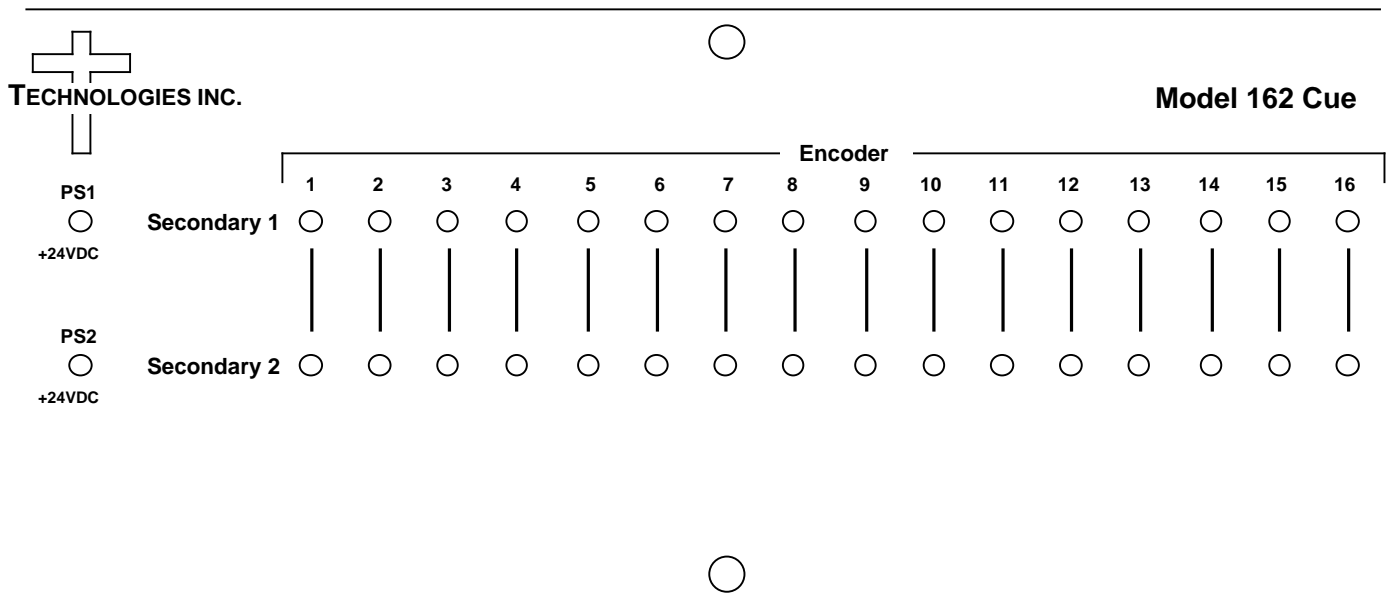 TECHNOLOGIES INC.
Model 162 Cue
Encoder
1 2 3 4 5 6 7 8 9 10 11 12 13 14 15 16
PS1
Secondary 1
+24VDC
PS2
Secondary 2
+24VDC